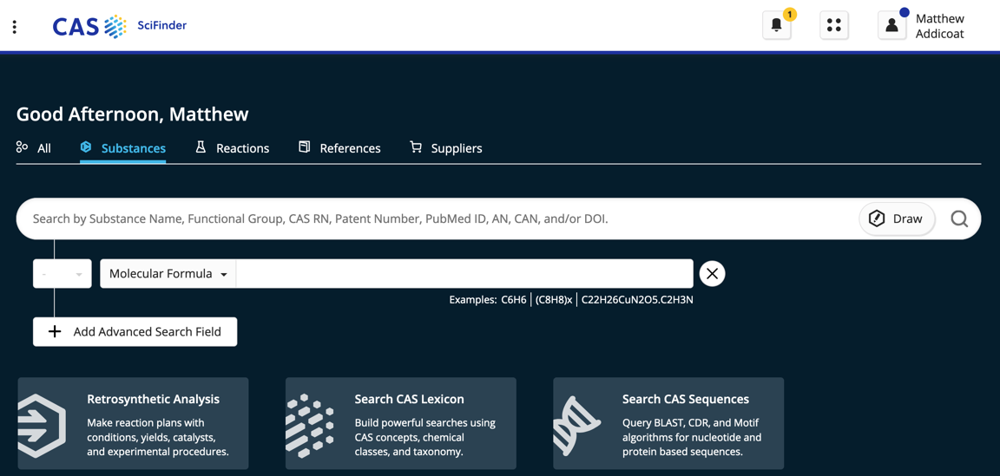 CAS SciFinder
1
Matthew
Addicoat
Good Afternoon, Matthew
All Substances Reactions References Suppliers
Search by Substance Name, Functional Group, CAS RN, Patent Number, PubMed ID, AN, CAN, and/or DOI.
Draw
- Molecular Formula
Examples: C6H6 | (C8H8)x | C22H26CuN2O5.C2H3N
+ Add Advanced Search Field
Retrosynthetic Analysis
Make reaction plans with
conditions, yields, catalysts,
and experimental procedures.
Search CAS Lexicon
Build powerful searches using
CAS concepts, chemical
classes, and taxonomy.
Search CAS Sequences
Query BLAST, CDR, and Motif
algorithms for nucleotide and
protein based sequences.